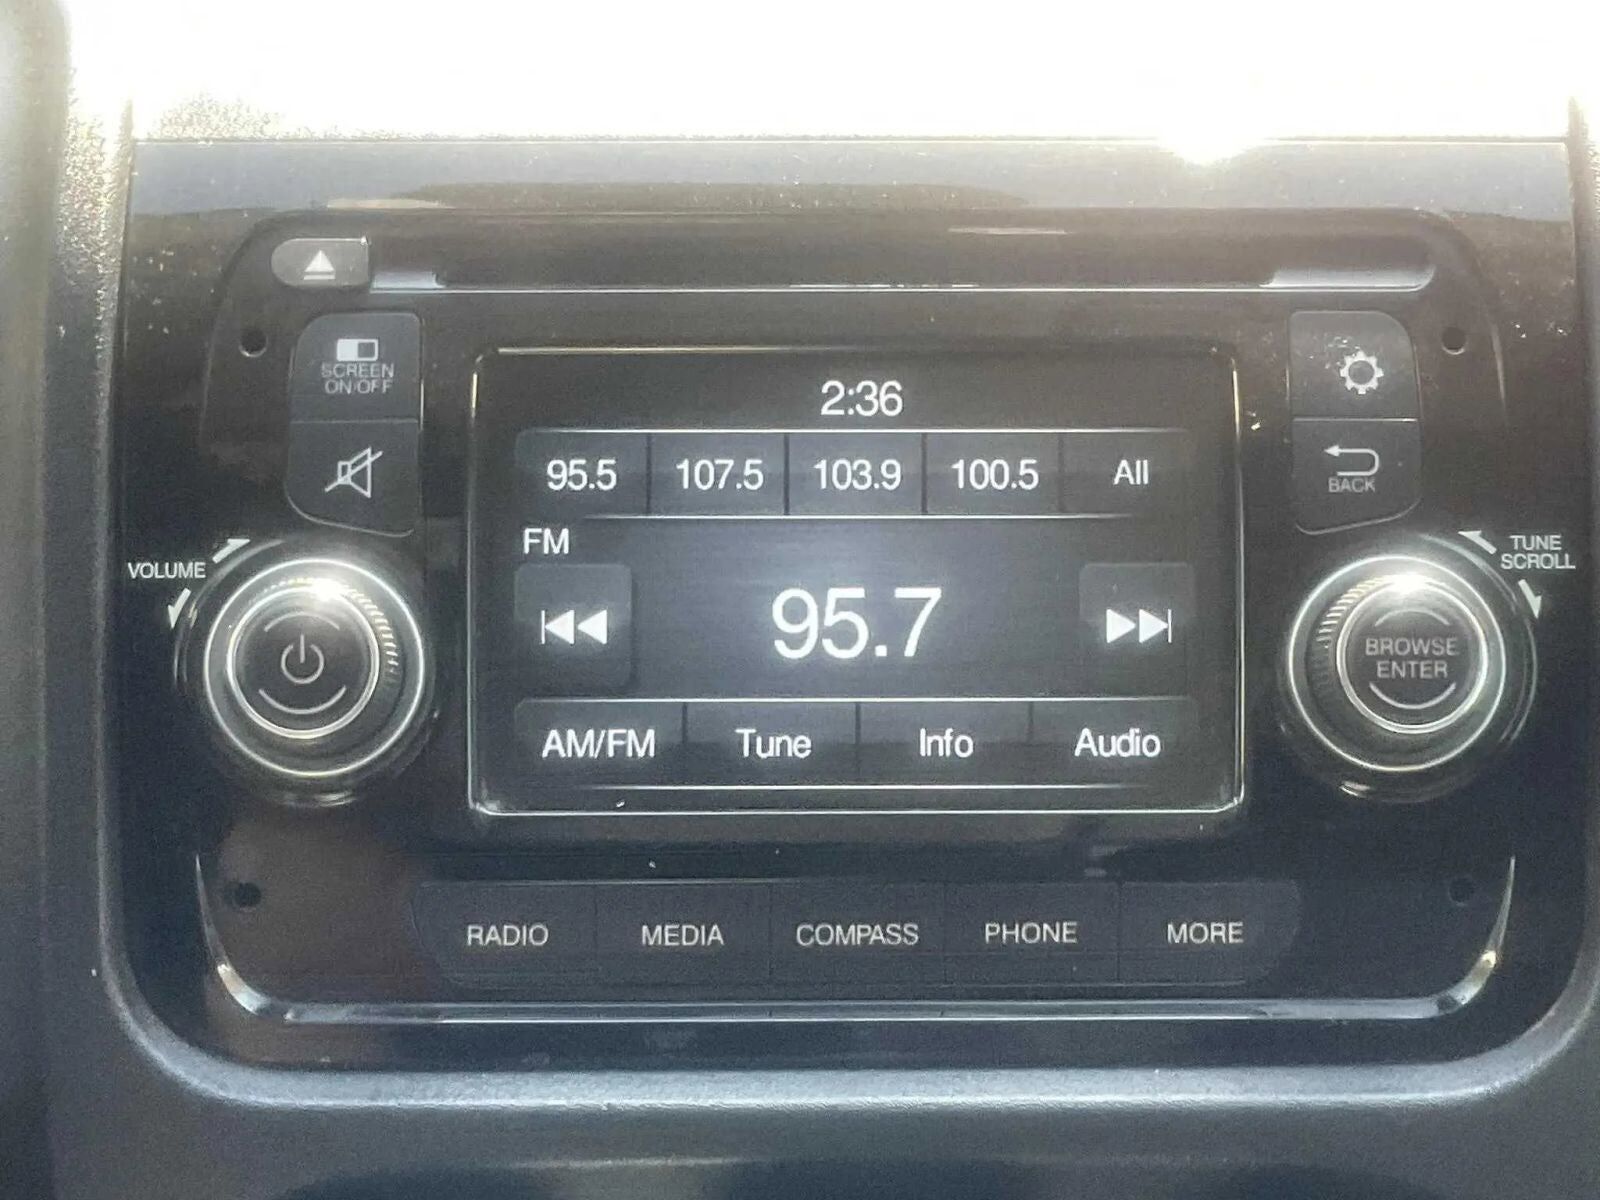 SCREEN
ON/OFF
2:36
95.5 107.5 103.9 100.5 All
BACK
FM
VOLUME
TUNE
SCROLL
95.7
BROWSE
ENTER
AM/FM Tune Info Audio
RADIO MEDIA COMPASS PHONE MORE